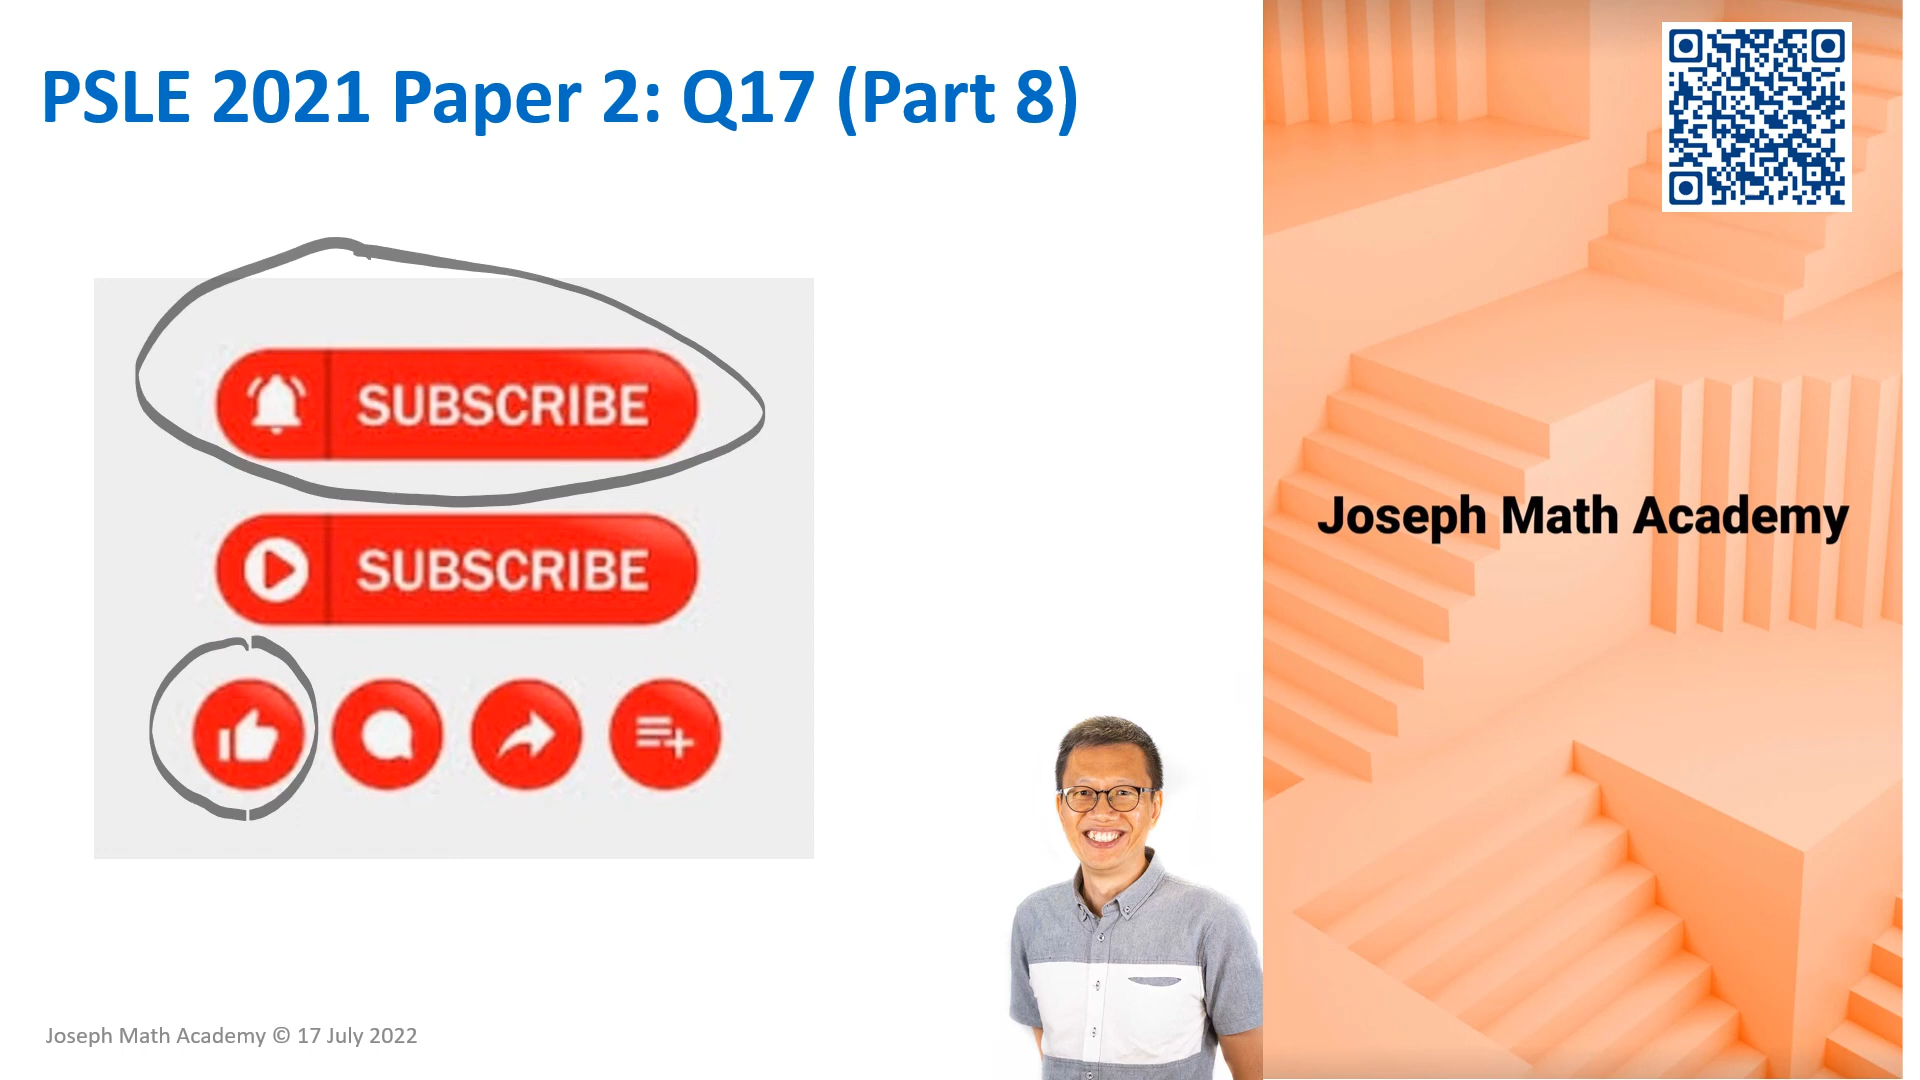 PSLE 2021 Paper 2: Q17 (Part 8)
SUBSCRIBE
SUBSCRIBE
Joseph Math Academy
Joseph Math Academy © 17 July 2022